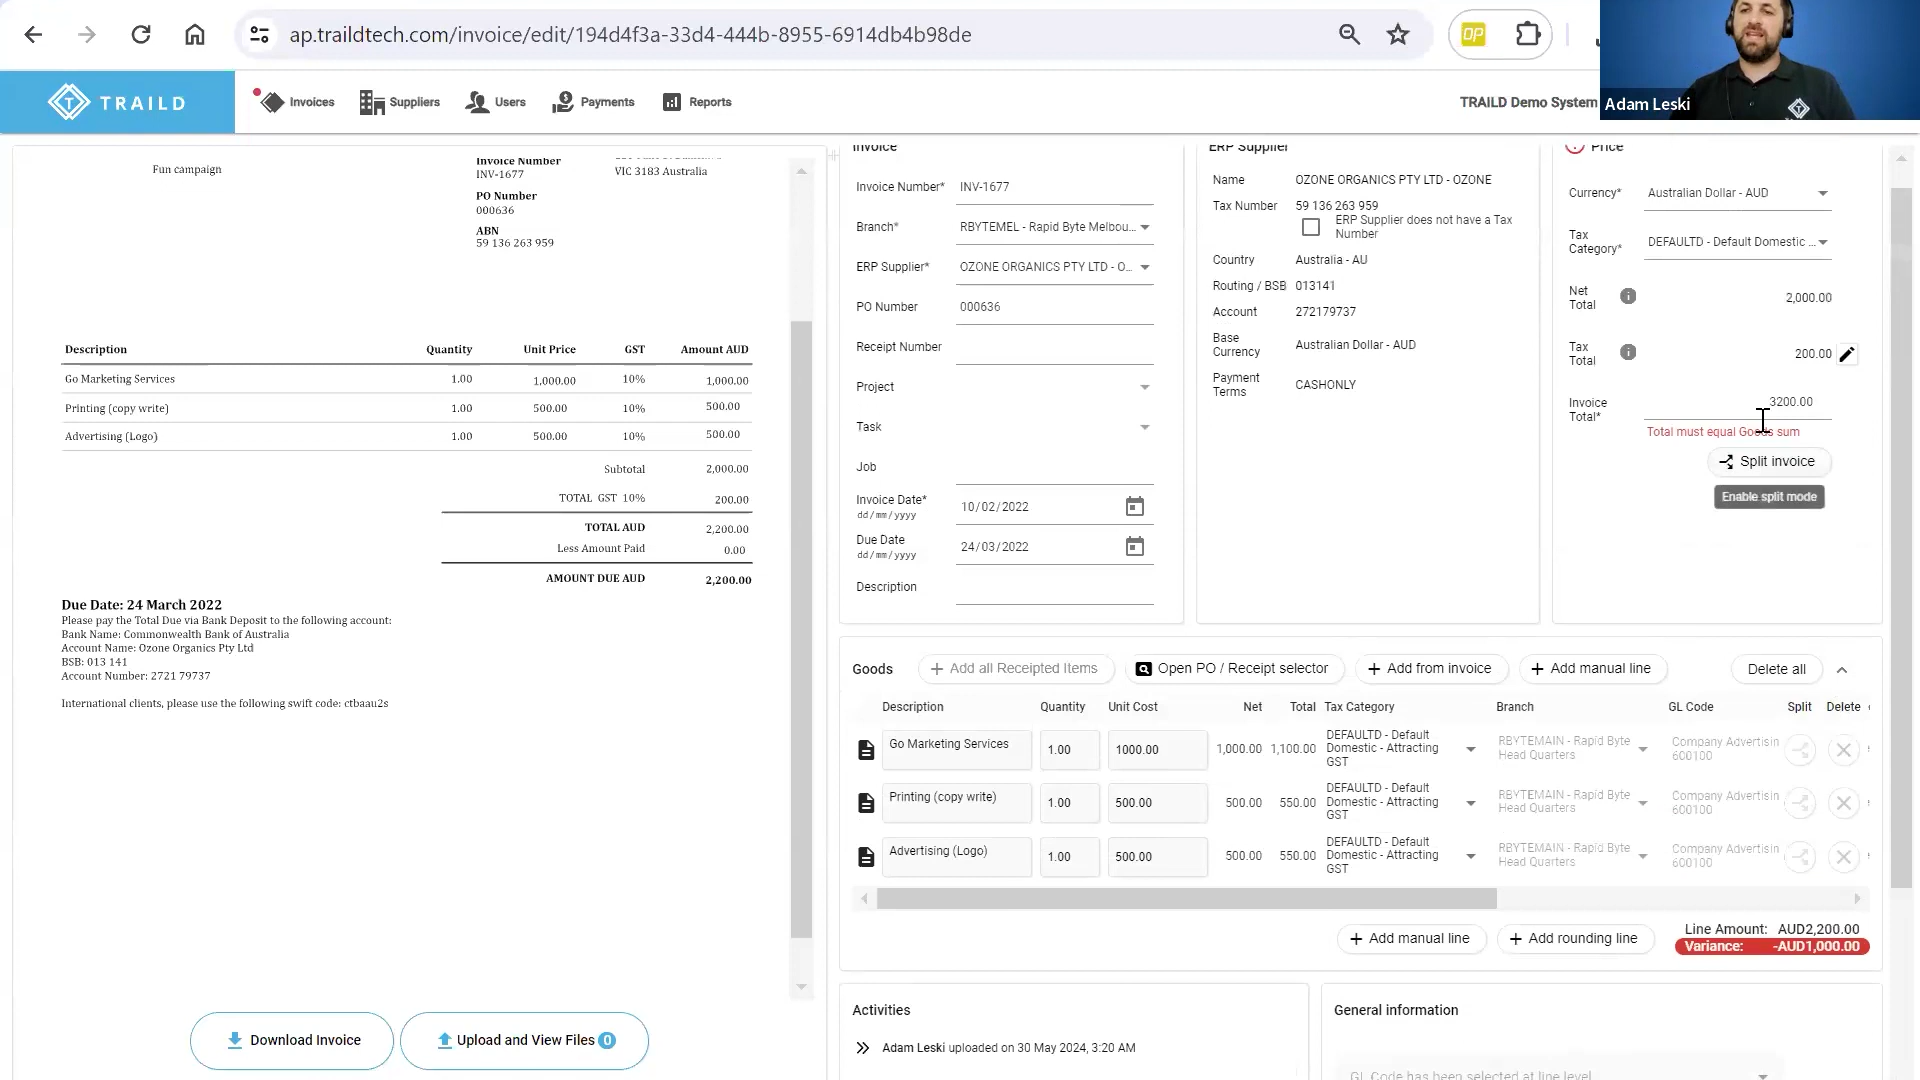 ap.traildtech.com/invoice/edit/194d4f3a-33d4-444b-8955-6914db4b98de
OP
TRAILD
Invoices
Suppliers
Users
Payments
Reports
TRAILD Demo System
Adam Leski
Fun campaign
Invoice Number
INV-1677
VIC 3183 Australia
PO Number
000636
ABN
59 136 263 959
Description Quantity Unit Price GST Amount AUD
Go Marketing Services 1.00 1,000.00 10% 1,000.00
Printing (copy write) 1.00 500.00 10% 500.00
Advertising (Logo) 1.00 500.00 10% 500.00
Subtotal 2,000.00
TOTAL GST 10% 200.00
TOTAL AUD 2,200.00
Less Amount Paid 0.00
AMOUNT DUE AUD 2,200.00
Due Date: 24 March 2022
Please pay the Total Due via Bank Deposit to the following account:
Bank Name: Commonwealth Bank of Australia
Account Name: Ozone Organics Pty Ltd
BSB: 013 141
Account Number: 2721 79737
International clients, please use the following swift code: ctbaau2s
Download Invoice
Upload and View Files 0
Invoice
Invoice Number* INV-1677
Branch* RBYTEMEL - Rapid Byte Melbou...
ERP Supplier* OZONE ORGANICS PTY LTD - O...
PO Number 000636
Receipt Number
Project
Task
Job
Invoice Date* 10/02/2022
dd/mm/yyyy
Due Date 24/03/2022
dd/mm/yyyy
Description
ERP Supplier
Name OZONE ORGANICS PTY LTD - OZONE
Tax Number 59 136 263 959
ERP Supplier does not have a Tax
Number
Country Australia - AU
Routing / BSB 013141
Account 272179737
Base
Currency Australian Dollar - AUD
Payment
Terms CASHONLY
Price
Currency* Australian Dollar - AUD
Tax
Category* DEFAULTD - Default Domestic ...
Net
Total 2,000.00
Tax
Total 200.00
Invoice
Total* 3200.00
Total must equal Goods sum
Split invoice
Enable split mode
Goods
Add all Receipted Items
Open PO / Receipt selector
Add from invoice
Add manual line
Delete all
Description Quantity Unit Cost Net Total Tax Category Branch GL Code Split Delete
Go Marketing Services 1.00 1000.00 1,000.00 1,100.00 DEFAULTD - Default
Domestic - Attracting
GST
RBYTEMAIN - Rapid Byte
Head Quarters
Company Advertisin
600100
Printing (copy write) 1.00 500.00 500.00 550.00 DEFAULTD - Default
Domestic - Attracting
GST
RBYTEMAIN - Rapid Byte
Head Quarters
Company Advertisin
600100
Advertising (Logo) 1.00 500.00 500.00 550.00 DEFAULTD - Default
Domestic - Attracting
GST
RBYTEMAIN - Rapid Byte
Head Quarters
Company Advertisin
600100
Add manual line
Add rounding line
Line Amount: AUD2,200.00
Variance: -AUD1,000.00
Activities
Adam Leski uploaded on 30 May 2024, 3:20 AM
General information
GL Code has been selected at line level